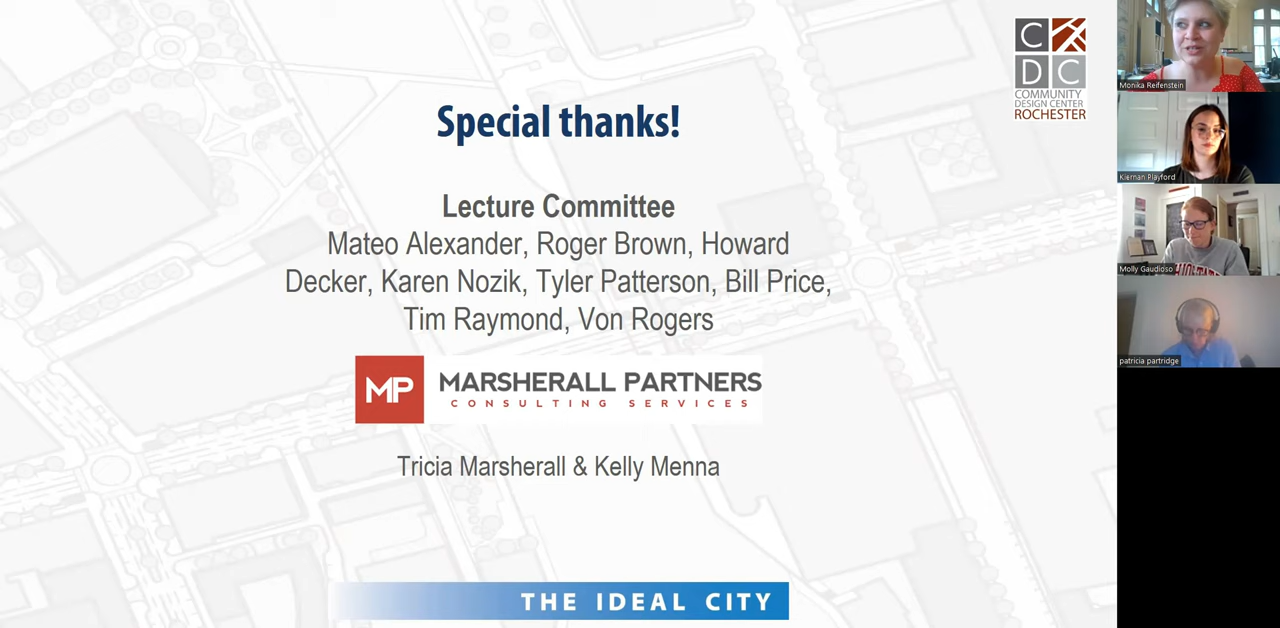 Special thanks!
Lecture Committee
Mateo Alexander, Roger Brown, Howard
Decker, Karen Nozik, Tyler Patterson, Bill Price,
Tim Raymond, Von Rogers
MP
MARSHERALL PARTNERS
CONSULTING SERVICES
Tricia Marsherall & Kelly Menna
THE IDEAL CITY
C
DC
COMMUNITY
DESIGN CENTER
ROCHESTER
Monika Reifenstein
Kiernan Playford
Molly Gaudioso
patricia partridge